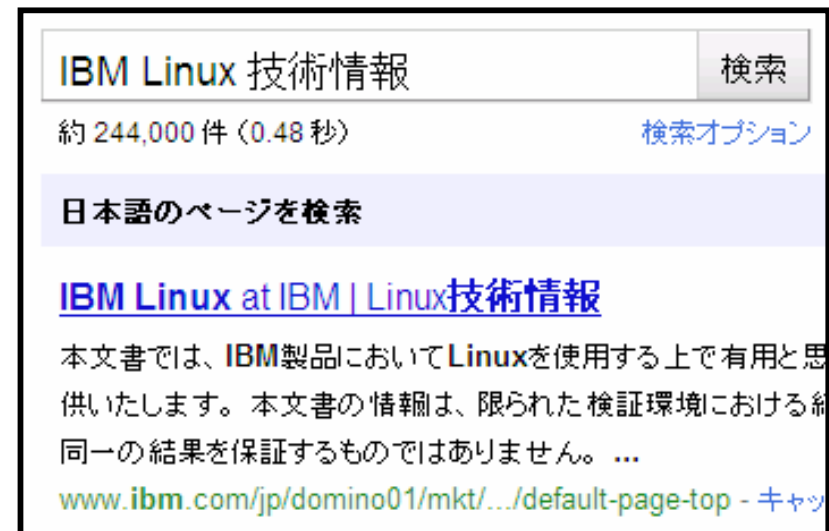 IBM Linux 技術情報 検索
約 244,000 件 (0.48 秒) 検索オプション
日本語のページを検索
IBM Linux at IBM | Linux技術情報
本文書では、IBM製品においてLinuxを使用する上で有用と思
供いたします。本文書の情報は、限られた検証環境における
同一の結果を保証するものではありません。 ...
www.ibm.com/jp/domino01/mkt/.../default-page-top - キャッ